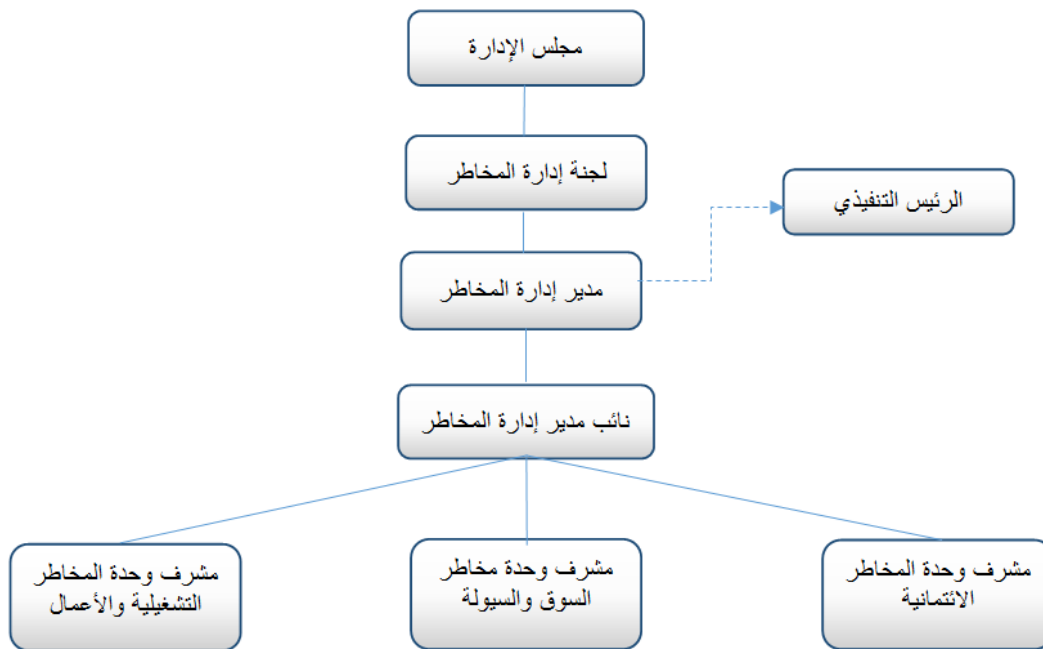 مجلس الإدارة
لجنة إدارة المخاطر
الرئيس التنفيذي
مدير إدارة المخاطر
نائب مدير إدارة المخاطر
مشرف وحدة المخاطر
الائتمانية
مشرف وحدة مخاطر
السوق والسيولة
مشرف وحدة المخاطر
التشغيلية والأعمال